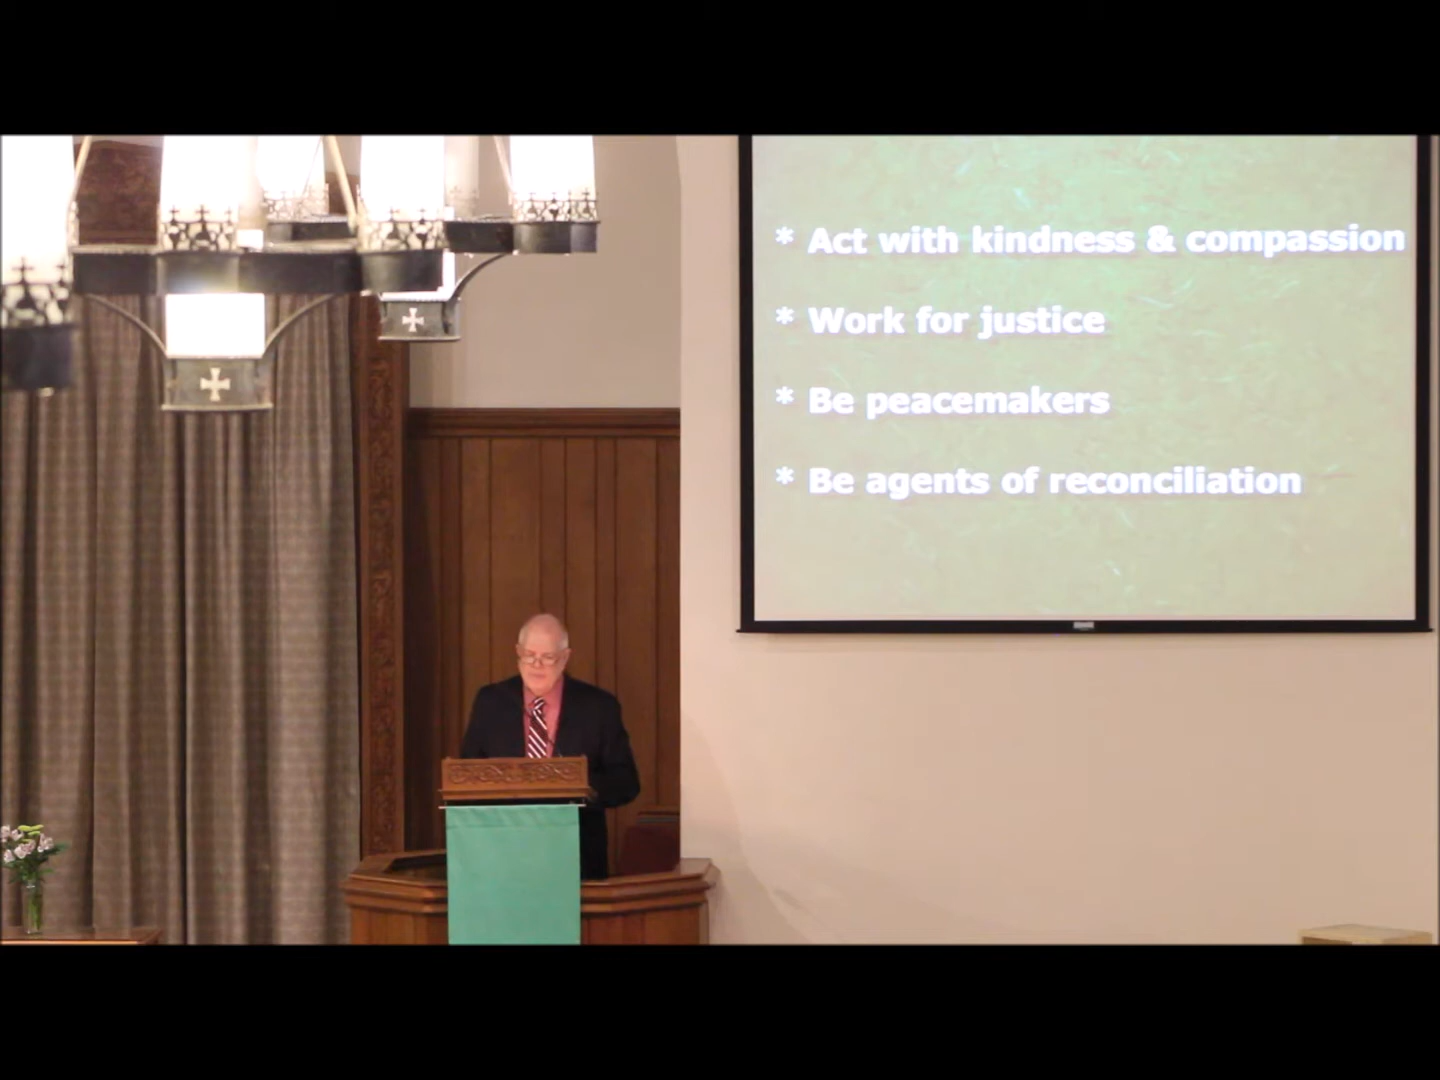 * Act with kindness & compassion
* Work for justice
* Be peacemakers
* Be agents of reconciliation